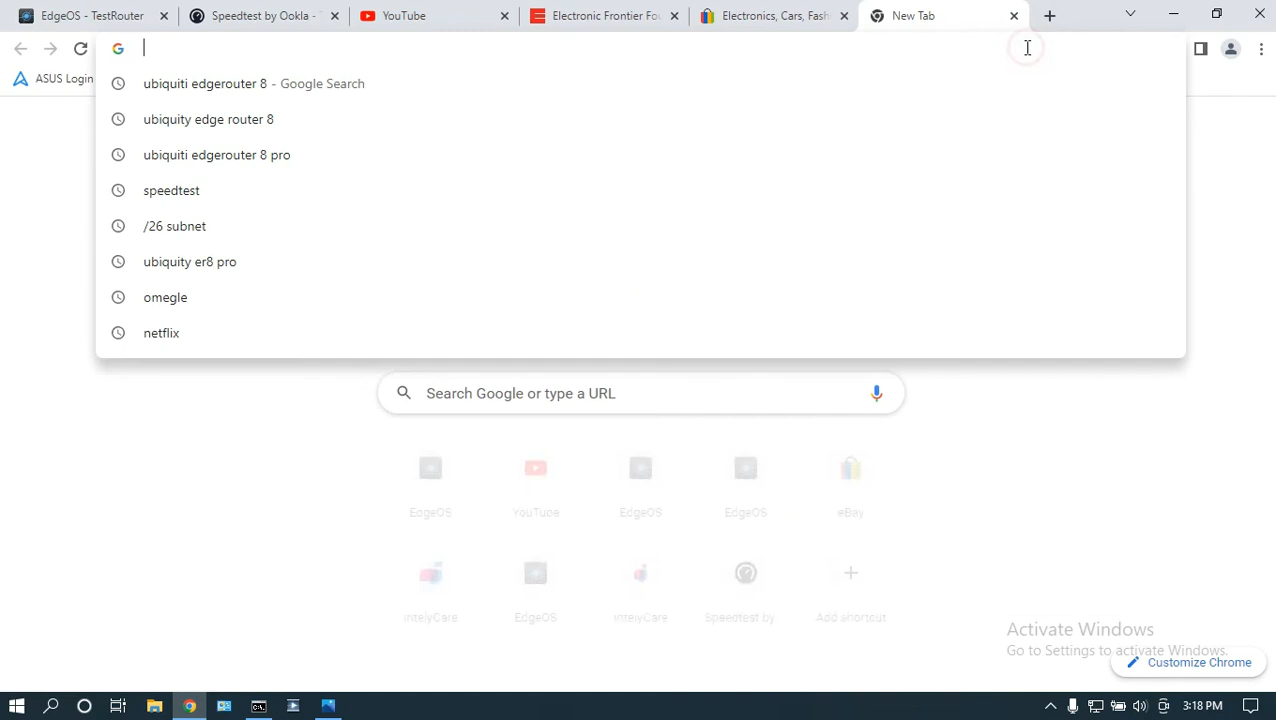 EdgeOS - TestRouter
Speedtest by Ookla - T
YouTube
Electronic Frontier Fou
Electronics, Cars, Fash
New Tab
ASUS Login
ubiquiti edgerouter 8 - Google Search
ubiquity edge router 8
ubiquiti edgerouter 8 pro
speedtest
/26 subnet
ubiquity er8 pro
omegle
netflix
Search Google or type a URL
EdgeOS
YouTube
EdgeOS
EdgeOS
eBay
IntelyCare
EdgeOS
IntelyCare
Speedtest by
Add shortcut
Activate Windows
Go to Settings to activate Windows.
Customize Chrome
3:18 PM